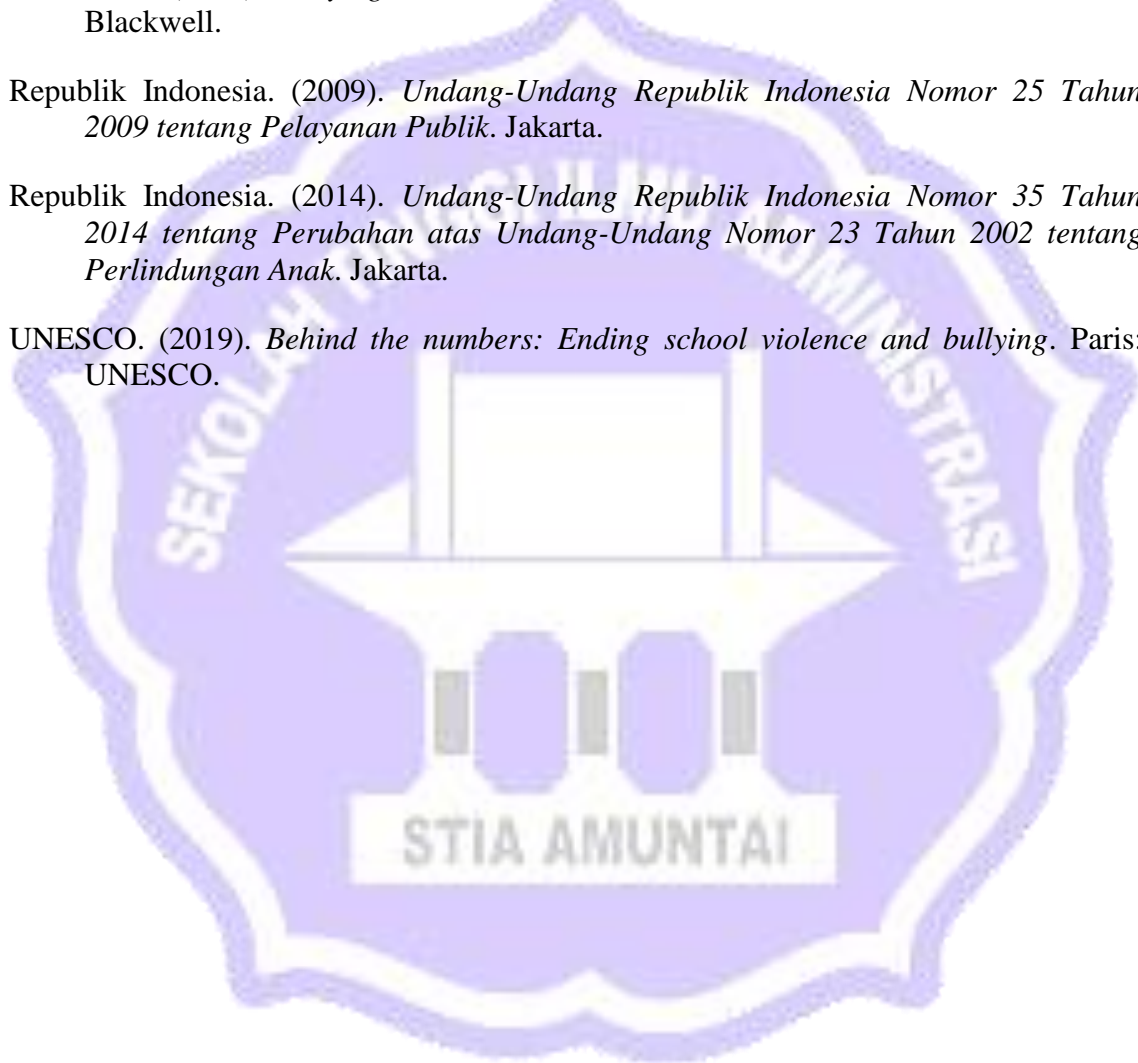 Blackwell.
Republik Indonesia. (2009). Undang-Undang Republik Indonesia Nomor 25 Tahun
2009 tentang Pelayanan Publik. Jakarta.
Republik Indonesia. (2014). Undang-Undang Republik Indonesia Nomor 35 Tahun
2014 tentang Perubahan atas Undang-Undang Nomor 23 Tahun 2002 tentang
Perlindungan Anak. Jakarta.
UNESCO. (2019). Behind the numbers: Ending school violence and bullying. Paris:
UNESCO.
SEKOLAH TINGGI ILMU ADMINISTRASI
STIA AMUNTAI